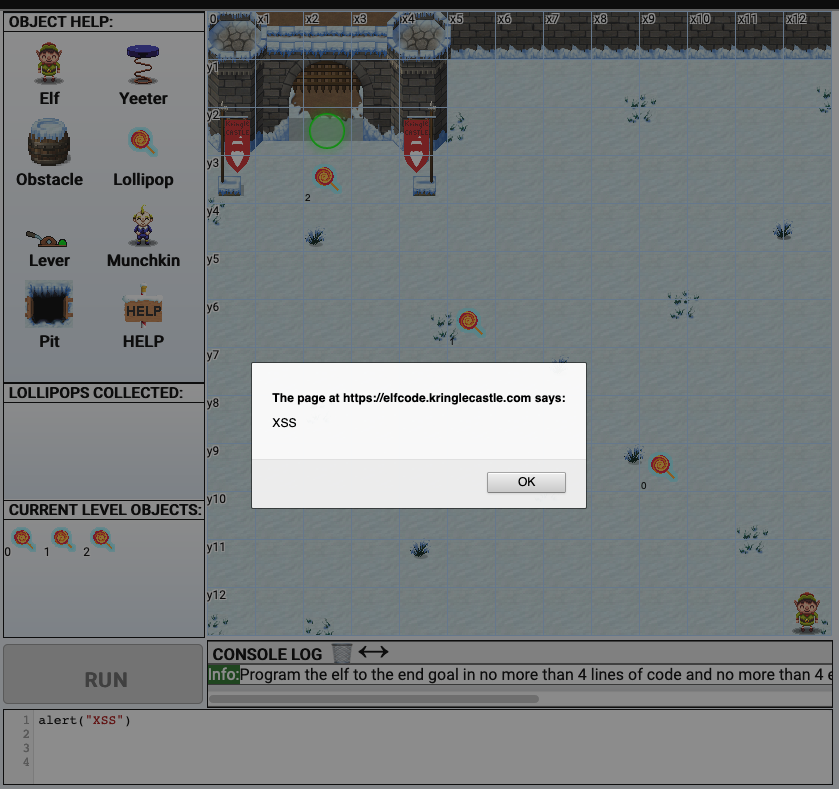 OBJECT HELP:
Elf
Yeeter
Obstacle
Lollipop
Lever
Munchkin
HELP
Pit
HELP
LOLLIPOPS COLLECTED:
CURRENT LEVEL OBJECTS:
0 1 2
0 x1 x2 x3 x4 x5 x6 x7 x8 x9 x10 x11 x12
y1
y2
Kringle CASTLE
Kringle CASTLE
y3
2
y4
y5
y6
y7
y8
y9
0
y10
y11
y12
The page at https://elfcode.kringlecastle.com says:
XSS
OK
CONSOLE LOG
Info:Program the elf to the end goal in no more than 4 lines of code and no more than 4 e
RUN
1 alert("XSS")
2
3
4